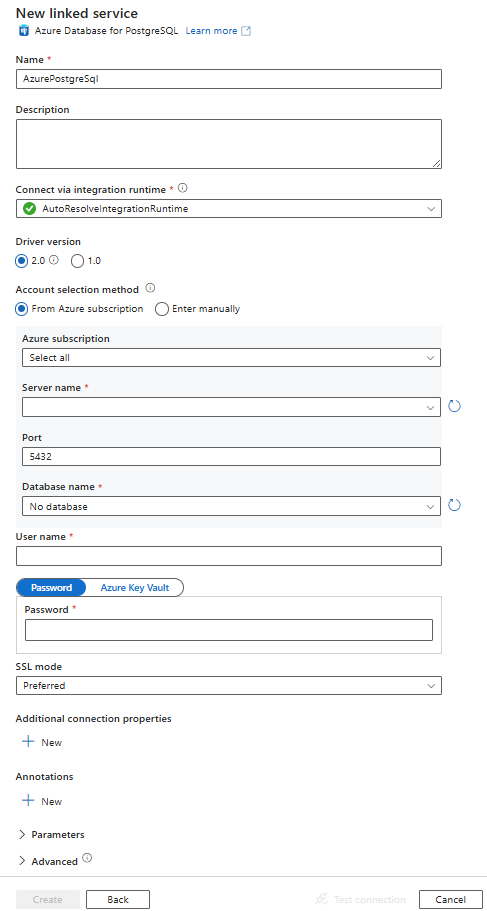 New linked service
Azure Database for PostgreSQL Learn more
Name *
AzurePostgreSql
Description
Connect via integration runtime *
AutoResolveIntegrationRuntime
Driver version
2.0 1.0
Account selection method
From Azure subscription Enter manually
Azure subscription
Select all
Server name *
Port
5432
Database name *
No database
User name *
Password Azure Key Vault
Password *
SSL mode
Preferred
Additional connection properties
New
Annotations
New
Parameters
Advanced
Create Back Test connection Cancel